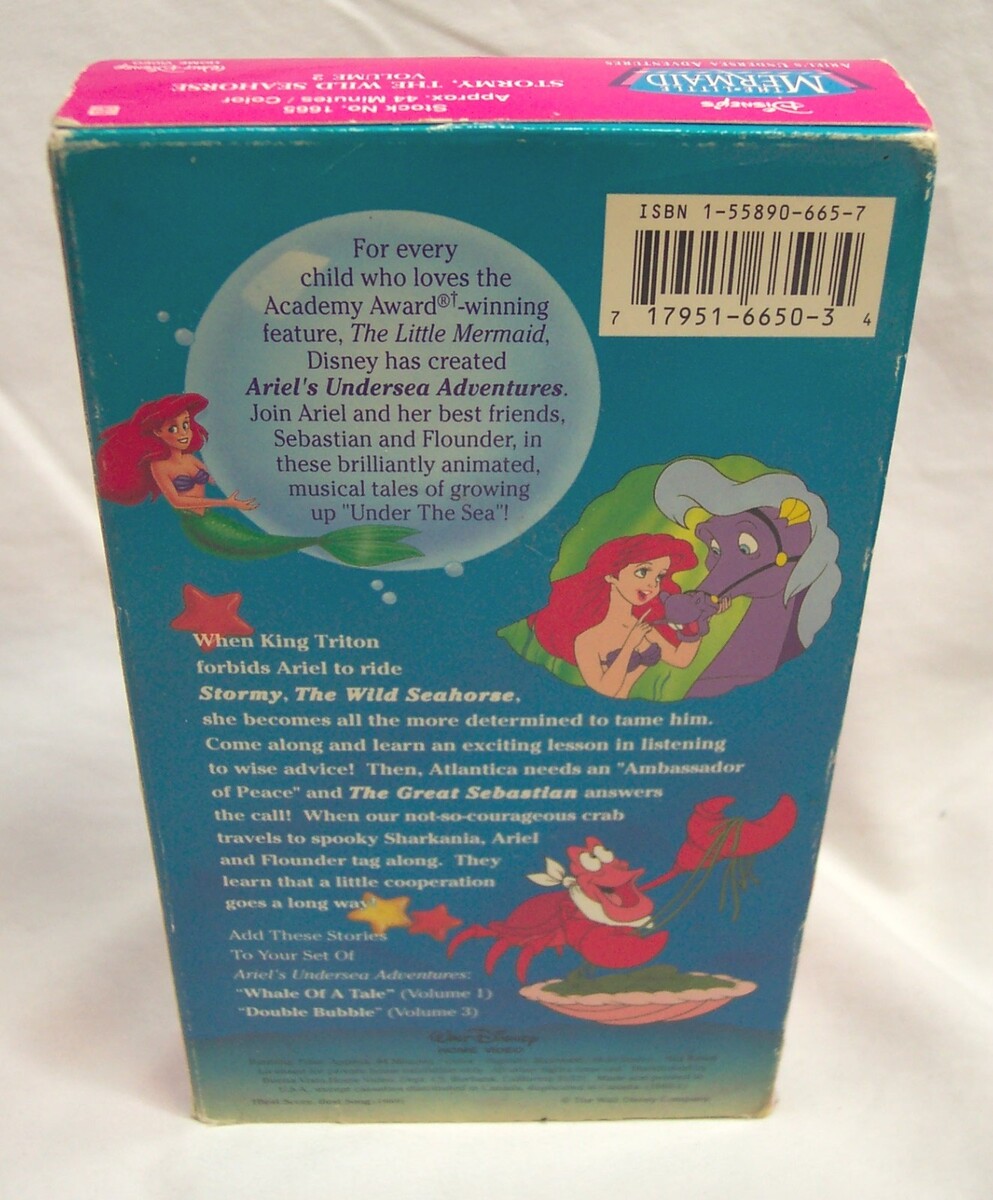 Disney's
THE LITTLE
MERMAID
ARIEL'S UNDERSEA ADVENTURES
Stock No. 1665
Approx. 44 Minutes / Color
STORMY, THE WILD SEAHORSE
VOLUME 2
Walt Disney
HOME VIDEO
ISBN 1-55890-665-7
7 17951-6650-3 4
For every
child who loves the
Academy Award®†-winning
feature, The Little Mermaid,
Disney has created
Ariel's Undersea Adventures.
Join Ariel and her best friends,
Sebastian and Flounder, in
these brilliantly animated,
musical tales of growing
up "Under The Sea"!
When King Triton
forbids Ariel to ride
Stormy, The Wild Seahorse,
she becomes all the more determined to tame him.
Come along and learn an exciting lesson in listening
to wise advice! Then, Atlantica needs an "Ambassador
of Peace" and The Great Sebastian answers
the call! When our not-so-courageous crab
travels to spooky Sharkania, Ariel
and Flounder tag along. They
learn that a little cooperation
goes a long way!
Add These Stories
To Your Set Of
Ariel's Undersea Adventures:
"Whale Of A Tale" (Volume 1)
"Double Bubble" (Volume 3)
Walt Disney
HOME VIDEO
© The Walt Disney Company